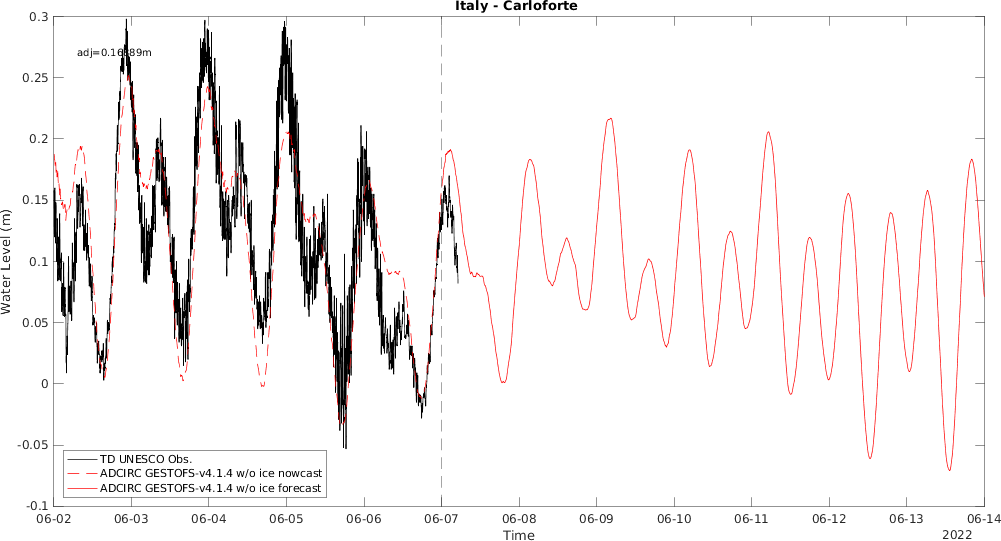 Italy - Carloforte
0.3
0.25
0.2
0.15
0.1
0.05
0
-0.05
-0.1
Water Level (m)
TD UNESCO Obs.
ADCIRC GESTOFS-v4.1.4 w/o ice nowcast
ADCIRC GESTOFS-v4.1.4 w/o ice forecast
06-02 06-03 06-04 06-05 06-06 06-07 06-08 06-09 06-10 06-11 06-12 06-13 06-14
Time
2022